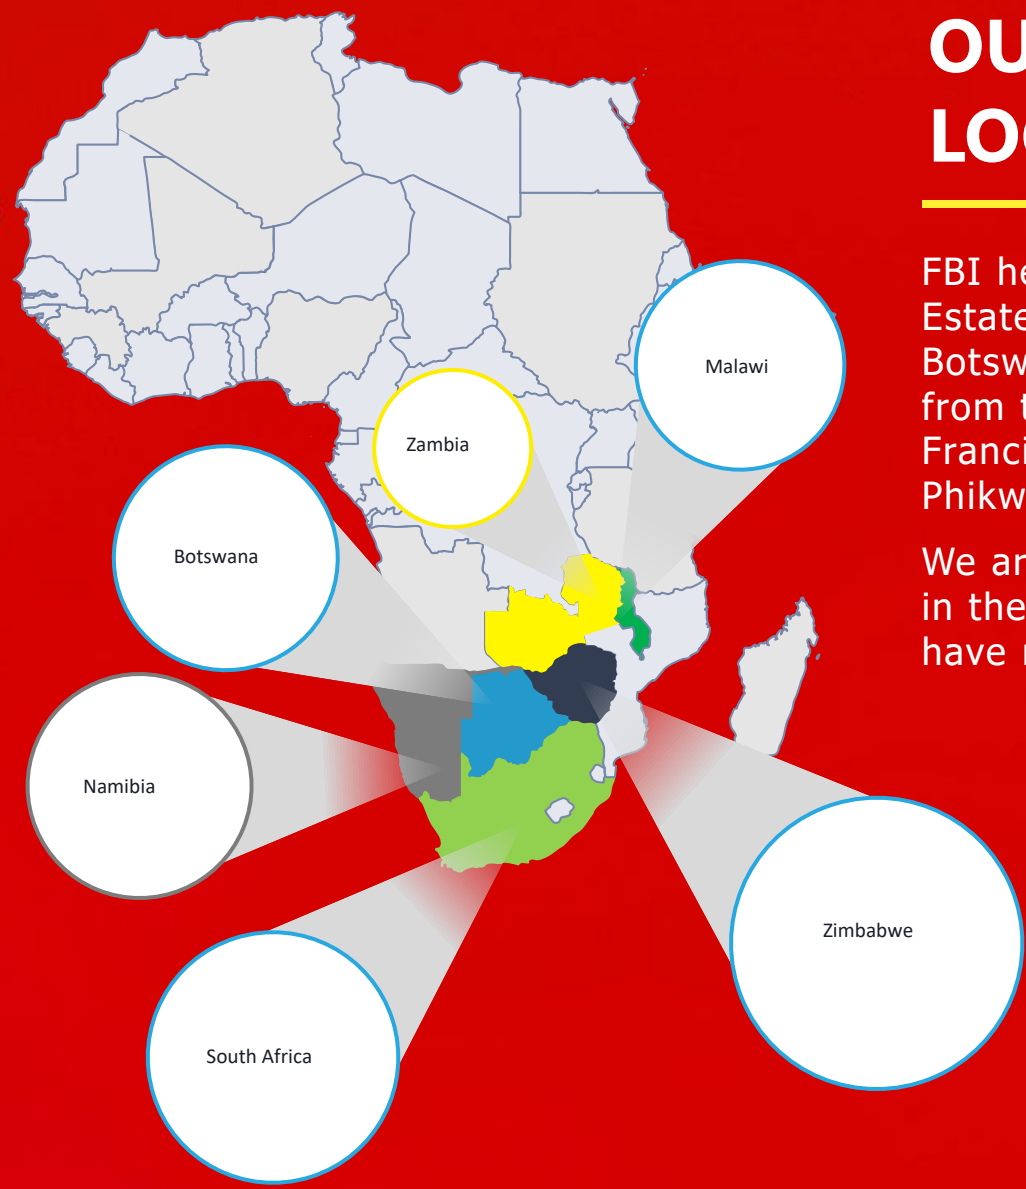 OU
LOC
FBI he
Estate
Botsw
from t
Franci
Phikw
We ar
in the
have r
Malawi
Zambia
Botswana
Namibia
Zimbabwe
South Africa